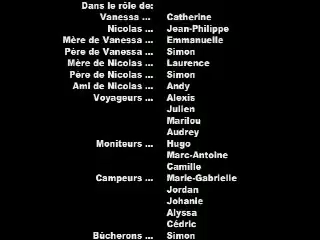 Dans le rôle de:
Vanessa ... Catherine
Nicolas ... Jean-Philippe
Mère de Vanessa ... Emmanuelle
Père de Vanessa ... Simon
Mère de Nicolas ... Laurence
Père de Nicolas ... Simon
Ami de Nicolas ... Andy
Voyageurs ... Alexis
Julien
Marilou
Audrey
Moniteurs ... Hugo
Marc-Antoine
Camille
Campeurs ... Marie-Gabrielle
Jordan
Johanie
Alyssa
Cédric
Bûcherons ... Simon